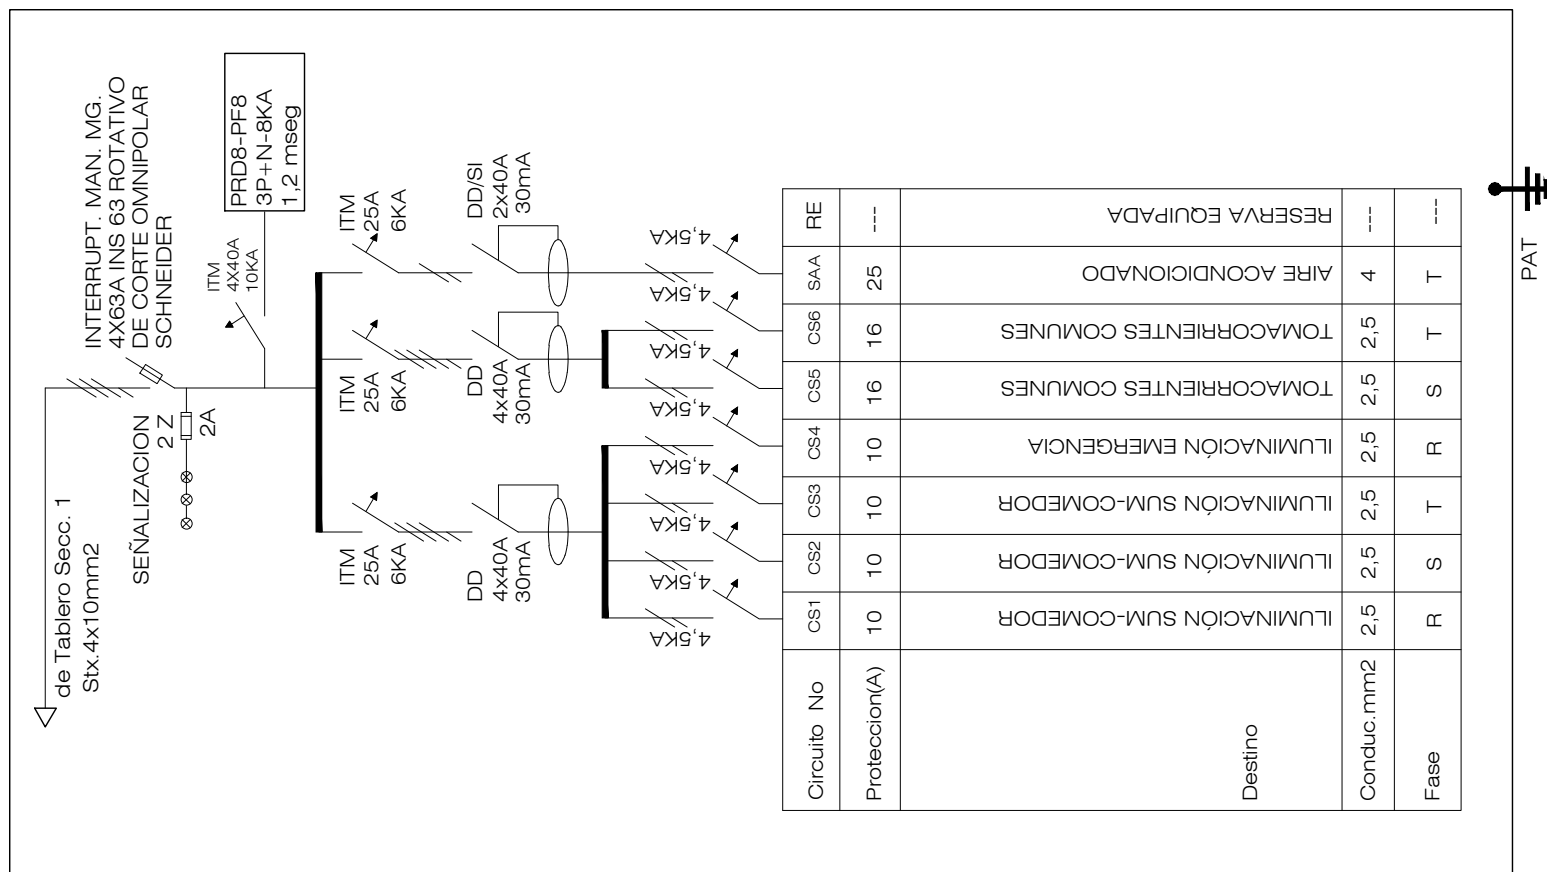 de Tablero Secc. 1
Stx.4x10mm2
SEÑALIZACION
2 Z
2A
INTERRUPT. MAN. MG.
4X63A INS 63 ROTATIVO
DE CORTE OMNIPOLAR
SCHNEIDER
ITM
4X40A
10KA
PRD8-PF8
3P+N-8KA
1,2 mseg
ITM
25A
6KA
ITM
25A
6KA
ITM
25A
6KA
DD
4x40A
30mA
DD
4x40A
30mA
DD/SI
2x40A
30mA
4,5KA
4,5KA
4,5KA
4,5KA
4,5KA
4,5KA
4,5KA
4,5KA
Circuito No CS1 CS2 CS3 CS4 CS5 CS6 SAA RE
Proteccion(A) 10 10 10 10 16 16 25 ---
Destino
ILUMINACIÓN SUM-COMEDOR
ILUMINACIÓN SUM-COMEDOR
ILUMINACIÓN SUM-COMEDOR
ILUMINACIÓN EMERGENCIA
TOMACORRIENTES COMUNES
TOMACORRIENTES COMUNES
AIRE ACONDICIONADO
RESERVA EQUIPADA
Conduc.mm2 2,5 2,5 2,5 2,5 2,5 2,5 4 ---
Fase R S T R S T T ---
PAT